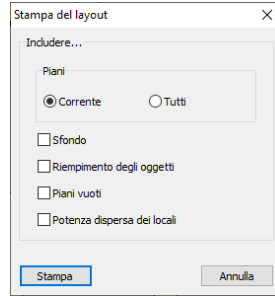 Stampa del layout
Includere...
Piani
Corrente
Tutti
Sfondo
Riempimento degli oggetti
Piani vuoti
Potenza dispersa dei locali
Stampa
Annulla